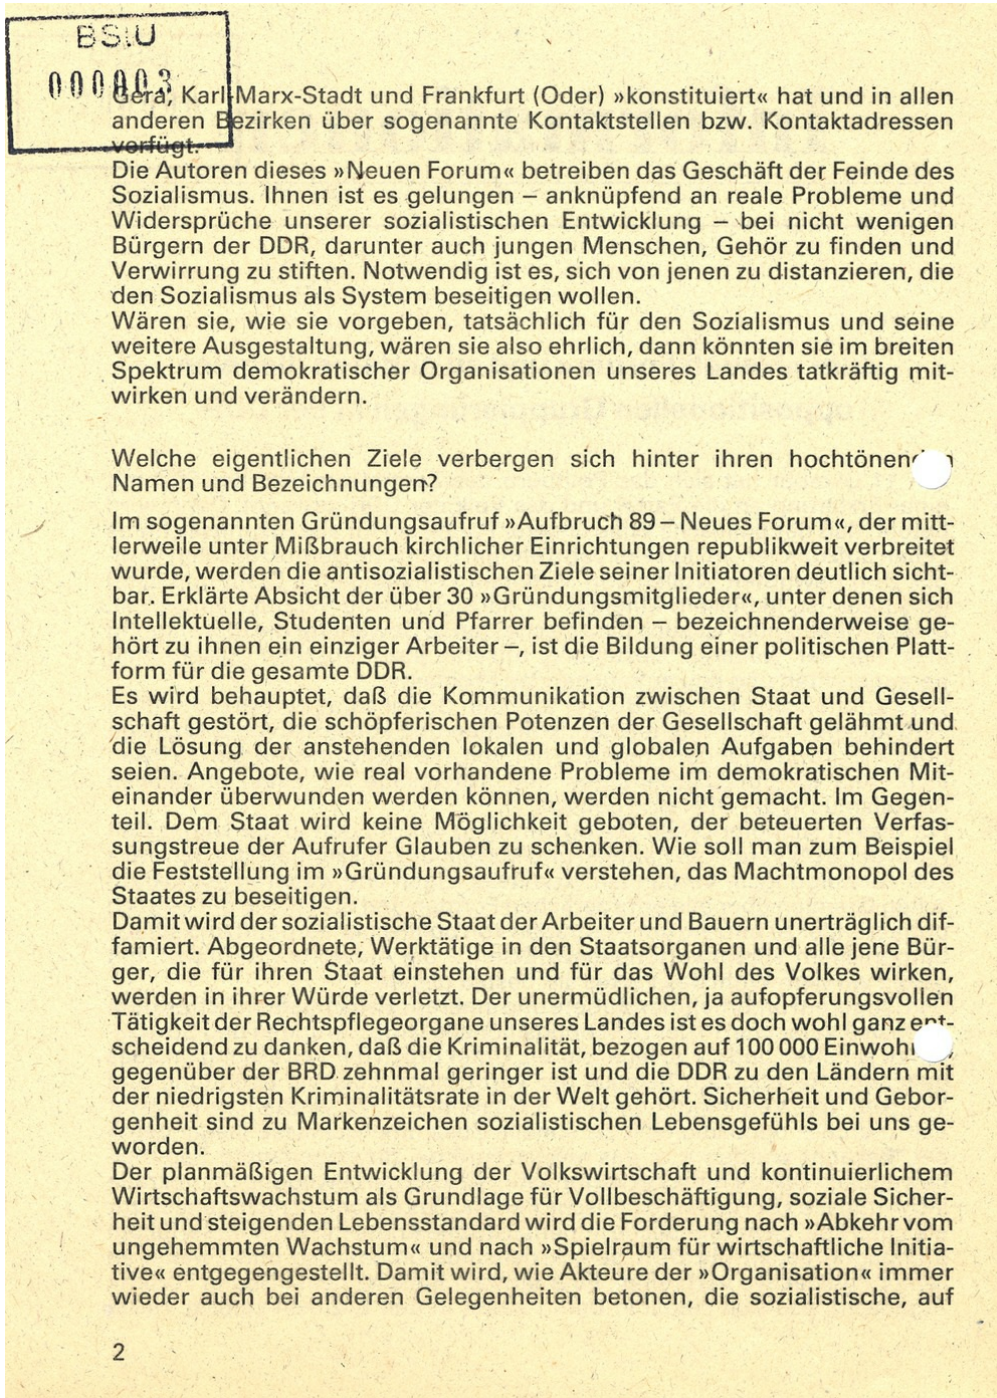 BStU
000003
Gera, Karl-Marx-Stadt und Frankfurt (Oder) »konstituiert« hat und in allen
anderen Bezirken über sogenannte Kontaktstellen bzw. Kontaktadressen
verfügt.
Die Autoren dieses »Neuen Forum« betreiben das Geschäft der Feinde des
Sozialismus. Ihnen ist es gelungen – anknüpfend an reale Probleme und
Widersprüche unserer sozialistischen Entwicklung – bei nicht wenigen
Bürgern der DDR, darunter auch jungen Menschen, Gehör zu finden und
Verwirrung zu stiften. Notwendig ist es, sich von jenen zu distanzieren, die
den Sozialismus als System beseitigen wollen.
Wären sie, wie sie vorgeben, tatsächlich für den Sozialismus und seine
weitere Ausgestaltung, wären sie also ehrlich, dann könnten sie im breiten
Spektrum demokratischer Organisationen unseres Landes tatkräftig mit-
wirken und verändern.
Welche eigentlichen Ziele verbergen sich hinter ihren hochtönenden
Namen und Bezeichnungen?
Im sogenannten Gründungsaufruf »Aufbruch 89 – Neues Forum«, der mitt-
lerweile unter Mißbrauch kirchlicher Einrichtungen republikweit verbreitet
wurde, werden die antisozialistischen Ziele seiner Initiatoren deutlich sicht-
bar. Erklärte Absicht der über 30 »Gründungsmitglieder«, unter denen sich
Intellektuelle, Studenten und Pfarrer befinden – bezeichnenderweise ge-
hört zu ihnen ein einziger Arbeiter –, ist die Bildung einer politischen Platt-
form für die gesamte DDR.
Es wird behauptet, daß die Kommunikation zwischen Staat und Gesell-
schaft gestört, die schöpferischen Potenzen der Gesellschaft gelähmt und
die Lösung der anstehenden lokalen und globalen Aufgaben behindert
seien. Angebote, wie real vorhandene Probleme im demokratischen Mit-
einander überwunden werden können, werden nicht gemacht. Im Gegen-
teil. Dem Staat wird keine Möglichkeit geboten, der beteuerten Verfas-
sungstreue der Aufrufer Glauben zu schenken. Wie soll man zum Beispiel
die Feststellung im »Gründungsaufruf« verstehen, das Machtmonopol des
Staates zu beseitigen.
Damit wird der sozialistische Staat der Arbeiter und Bauern unerträglich dif-
famiert. Abgeordnete, Werktätige in den Staatsorganen und alle jene Bür-
ger, die für ihren Staat einstehen und für das Wohl des Volkes wirken,
werden in ihrer Würde verletzt. Der unermüdlichen, ja aufopferungsvollen
Tätigkeit der Rechtspflegeorgane unseres Landes ist es doch wohl ganz ent-
scheidend zu danken, daß die Kriminalität, bezogen auf 100 000 Einwohner,
gegenüber der BRD zehnmal geringer ist und die DDR zu den Ländern mit
der niedrigsten Kriminalitätsrate in der Welt gehört. Sicherheit und Gebor-
genheit sind zu Markenzeichen sozialistischen Lebensgefühls bei uns ge-
worden.
Der planmäßigen Entwicklung der Volkswirtschaft und kontinuierlichem
Wirtschaftswachstum als Grundlage für Vollbeschäftigung, soziale Sicher-
heit und steigenden Lebensstandard wird die Forderung nach »Abkehr vom
ungehemmten Wachstum« und nach »Spielraum für wirtschaftliche Initia-
tive« entgegengestellt. Damit wird, wie Akteure der »Organisation« immer
wieder auch bei anderen Gelegenheiten betonen, die sozialistische, auf
2